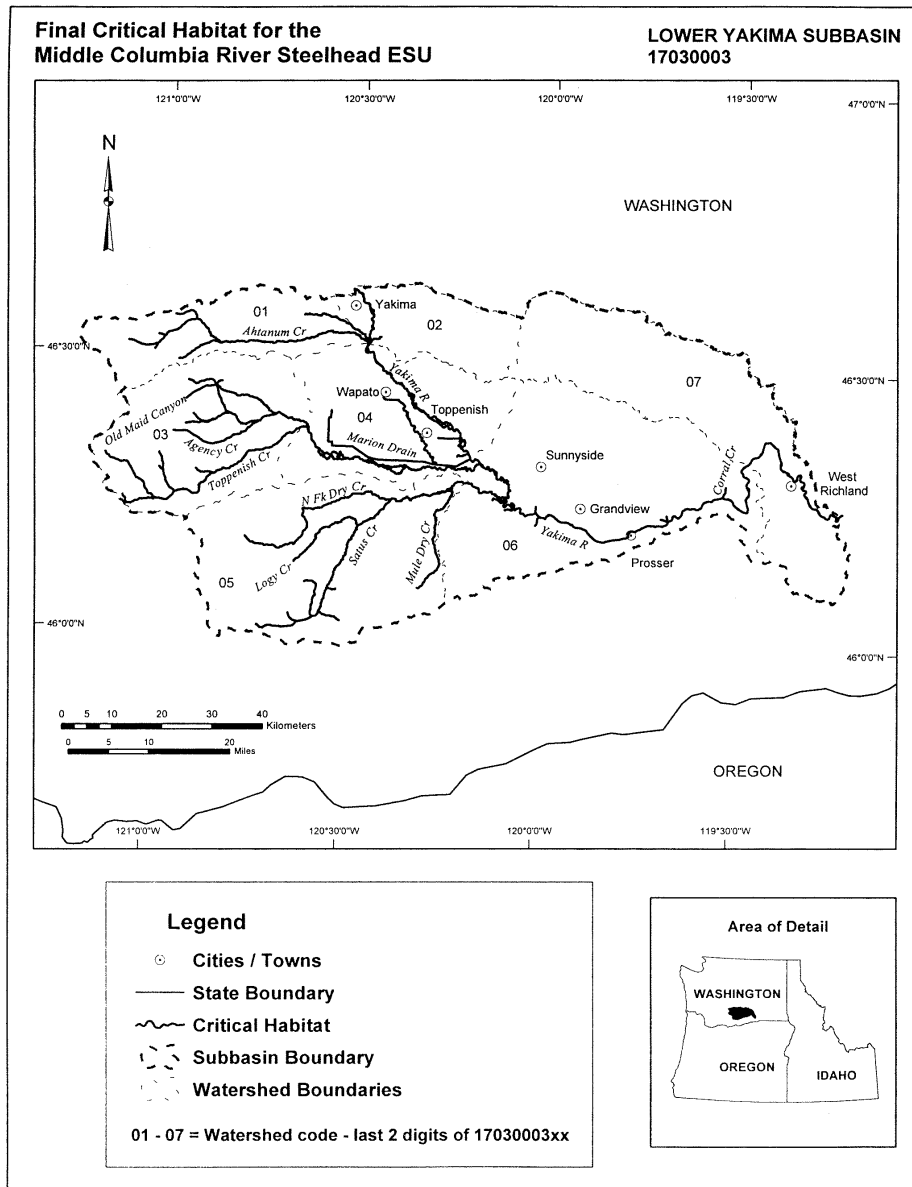 Final Critical Habitat for the
Middle Columbia River Steelhead ESU
LOWER YAKIMA SUBBASIN
17030003
121°0'0"W
120°30'0"W
120°0'0"W
119°30'0"W
47°0'0"N
N
WASHINGTON
01
Yakima
02
Ahtanum Cr
46°30'0"N
46°30'0"N
07
Yakima R
Wapato
Toppenish
04
Old Maid Canyon
03
Agency Cr
Marion Drain
Toppenish Cr
Sunnyside
Corral Cr
West
Richland
N Fk Dry Cr
Grandview
Satus Cr
Mule Dry Cr
06
Yakima R
Prosser
05
Logy Cr
46°0'0"N
46°0'0"N
0 5 10 20 30 40
Kilometers
0 5 10 20
Miles
OREGON
121°0'0"W
120°30'0"W
120°0'0"W
119°30'0"W
Legend
Cities / Towns
State Boundary
Critical Habitat
Subbasin Boundary
Watershed Boundaries
01 - 07 = Watershed code - last 2 digits of 17030003xx
Area of Detail
WASHINGTON
OREGON
IDAHO